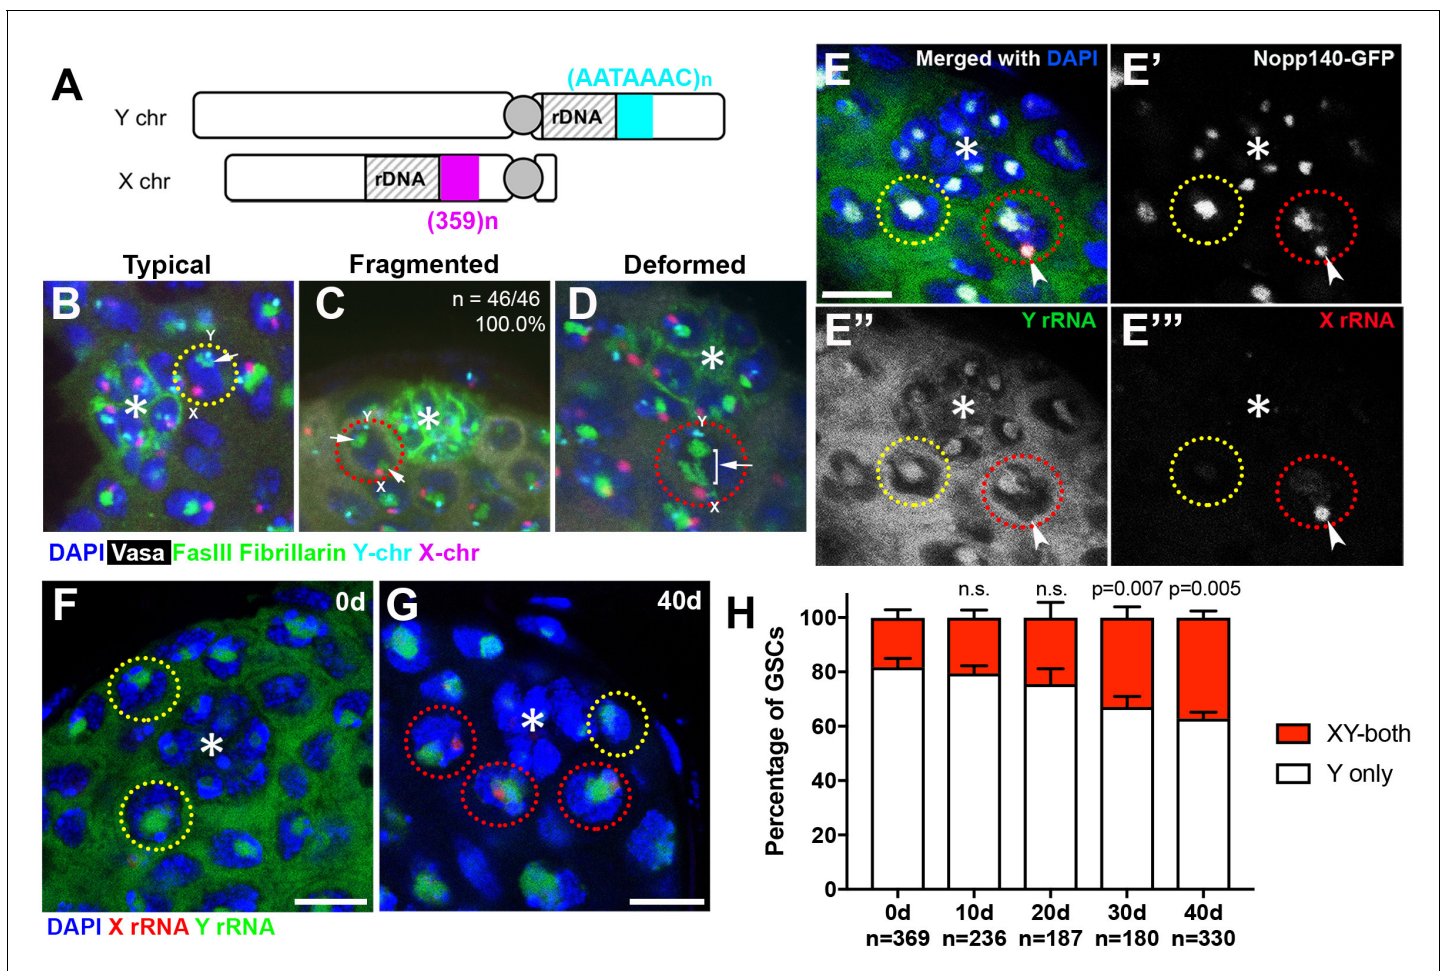 A
(AATAAAC)n
Y chr
rDNA
X chr
rDNA
(359)n
Typical
Fragmented
Deformed
B
Y
X
*
C
n = 46/46
100.0%
Y
X
*
D
Y
X
*
DAPI Vasa FasIII Fibrillarin Y-chr X-chr
E
Merged with DAPI
*
E'
Nopp140-GFP
*
E''
Y rRNA
*
E'''
X rRNA
*
F
0d
*
G
40d
*
DAPI X rRNA Y rRNA
H
n.s.
n.s.
p=0.007
p=0.005
Percentage of GSCs
100
80
60
40
20
0
0d
10d
20d
30d
40d
n=369
n=236
n=187
n=180
n=330
XY-both
Y only